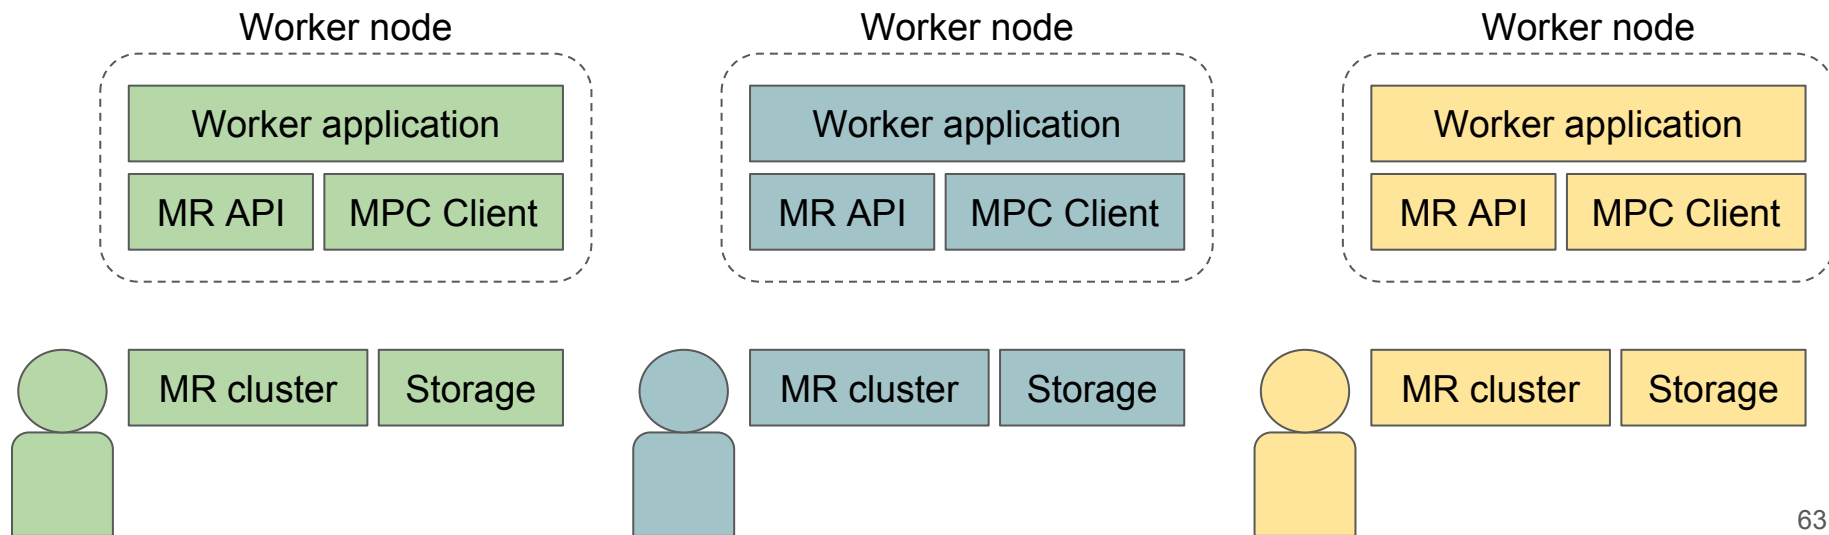 Worker node
Worker node
Worker node
Worker application
Worker application
Worker application
MR API
MPC Client
MR API
MPC Client
MR API
MPC Client
MR cluster
Storage
MR cluster
Storage
MR cluster
Storage
63